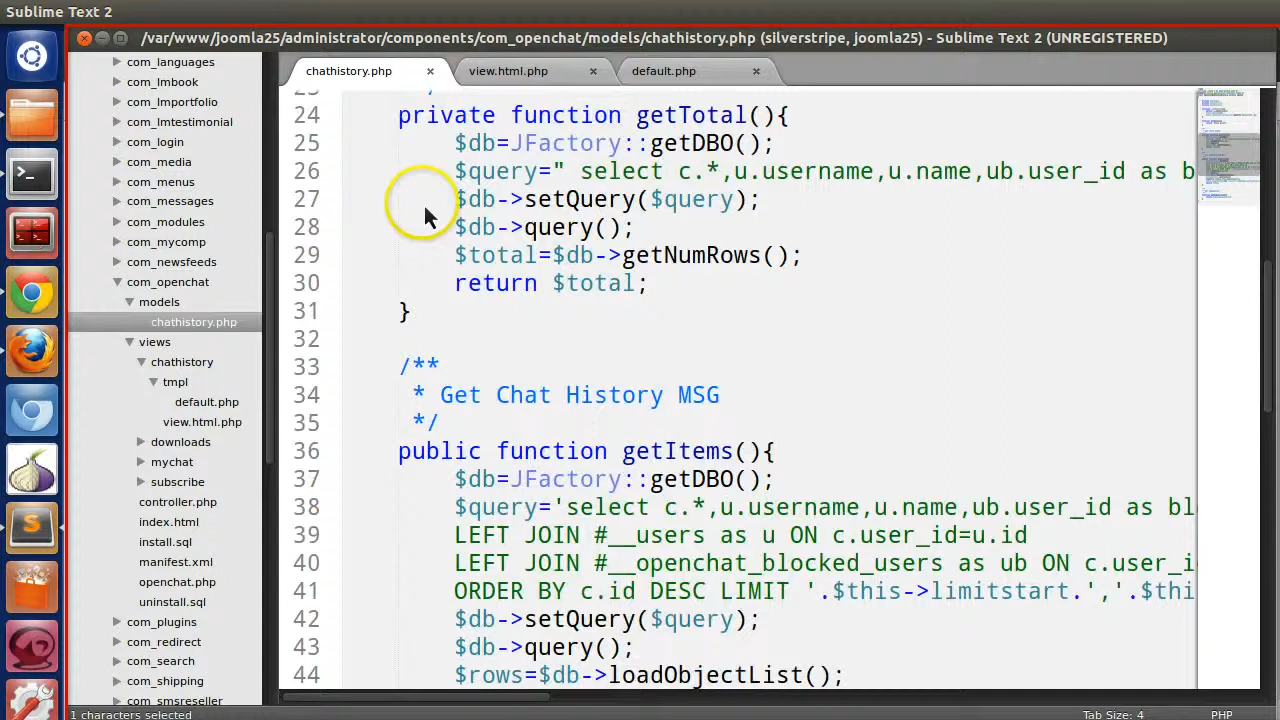 Sublime Text 2
/var/www/joomla25/administrator/components/com_openchat/models/chathistory.php (silverstripe, joomla25) - Sublime Text 2 (UNREGISTERED)
com_languages
com_lmbook
com_lmportfolio
com_lmtestimonial
com_login
com_media
com_menus
com_messages
com_modules
com_mycomp
com_newsfeeds
com_openchat
models
chathistory.php
views
chathistory
tmpl
default.php
view.html.php
downloads
mychat
subscribe
controller.php
index.html
install.sql
manifest.xml
openchat.php
uninstall.sql
com_plugins
com_redirect
com_search
com_shipping
com_smsreseller
chathistory.php × view.html.php × default.php ×
23 */
24 private function getTotal(){
25 $db=JFactory::getDBO();
26 $query=" select c.*,u.username,u.name,ub.user_id as b
27 $db->setQuery($query);
28 $db->query();
29 $total=$db->getNumRows();
30 return $total;
31 }
32
33 /**
34 * Get Chat History MSG
35 */
36 public function getItems(){
37 $db=JFactory::getDBO();
38 $query='select c.*,u.username,u.name,ub.user_id as bl
39 LEFT JOIN #__users as u ON c.user_id=u.id
40 LEFT JOIN #__openchat_blocked_users as ub ON c.user_i
41 ORDER BY c.id DESC LIMIT '.$this->limitstart.','.$thi
42 $db->setQuery($query);
43 $db->query();
44 $rows=$db->loadObjectList();
1 characters selected
Tab Size: 4
PHP